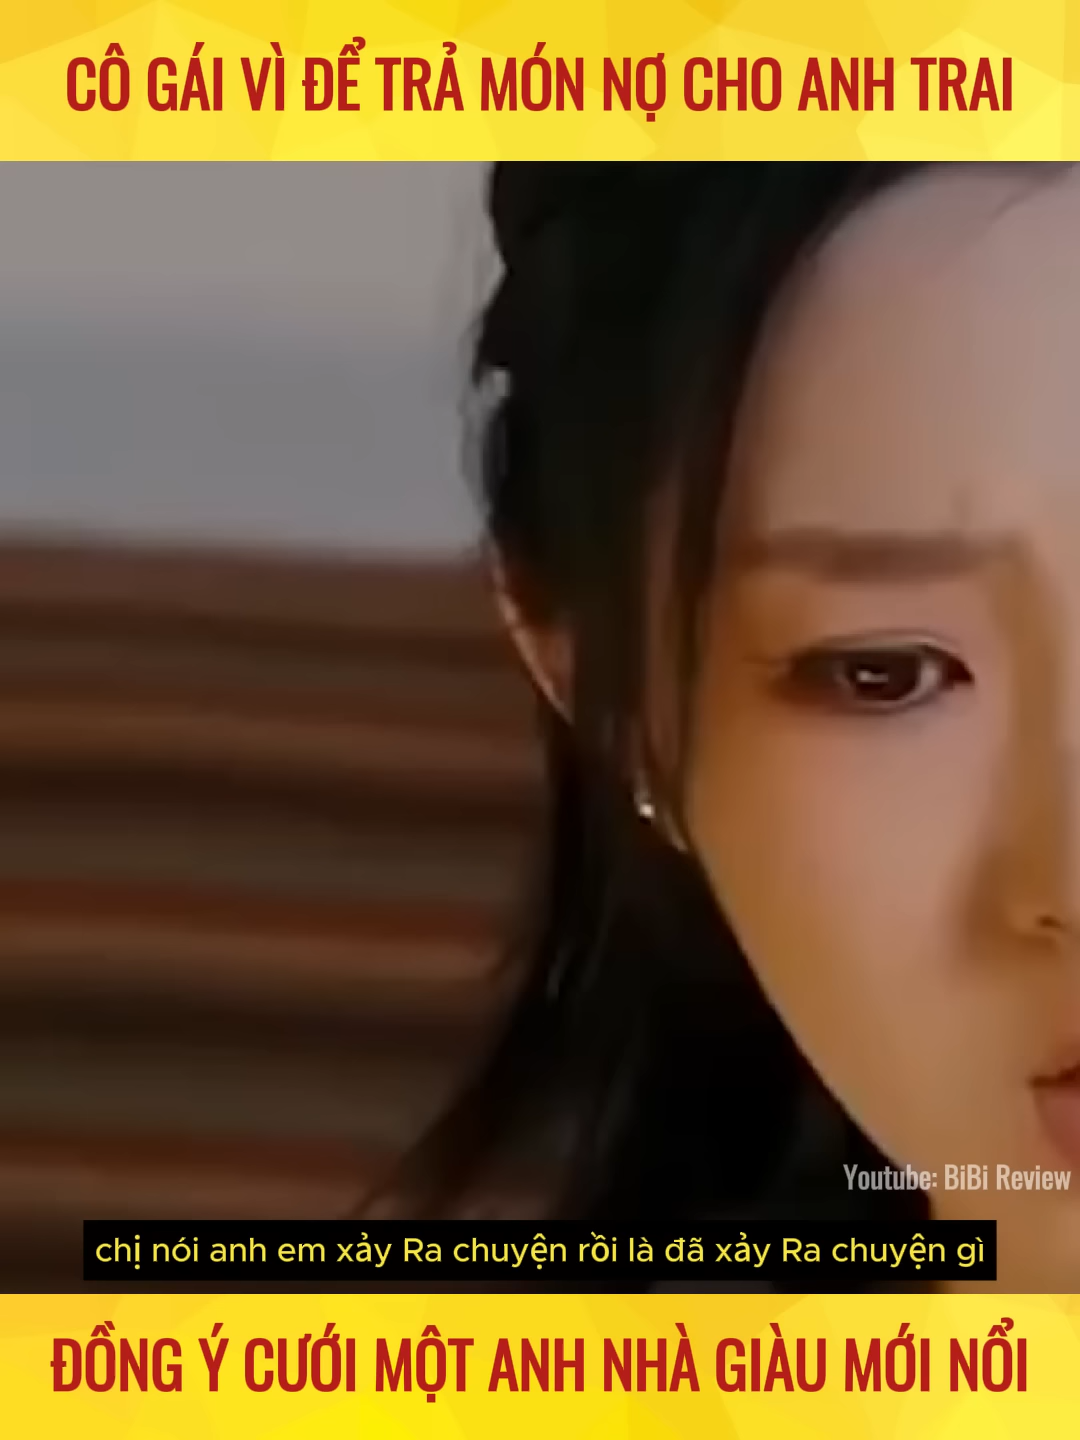 CÔ GÁI VÌ ĐỂ TRẢ MÓN NỢ CHO ANH TRAI
Youtube: BiBi Review
chị nói anh em xảy Ra chuyện rồi là đã xảy Ra chuyện gì
ĐỒNG Ý CƯỚI MỘT ANH NHÀ GIÀU MỚI NỔI